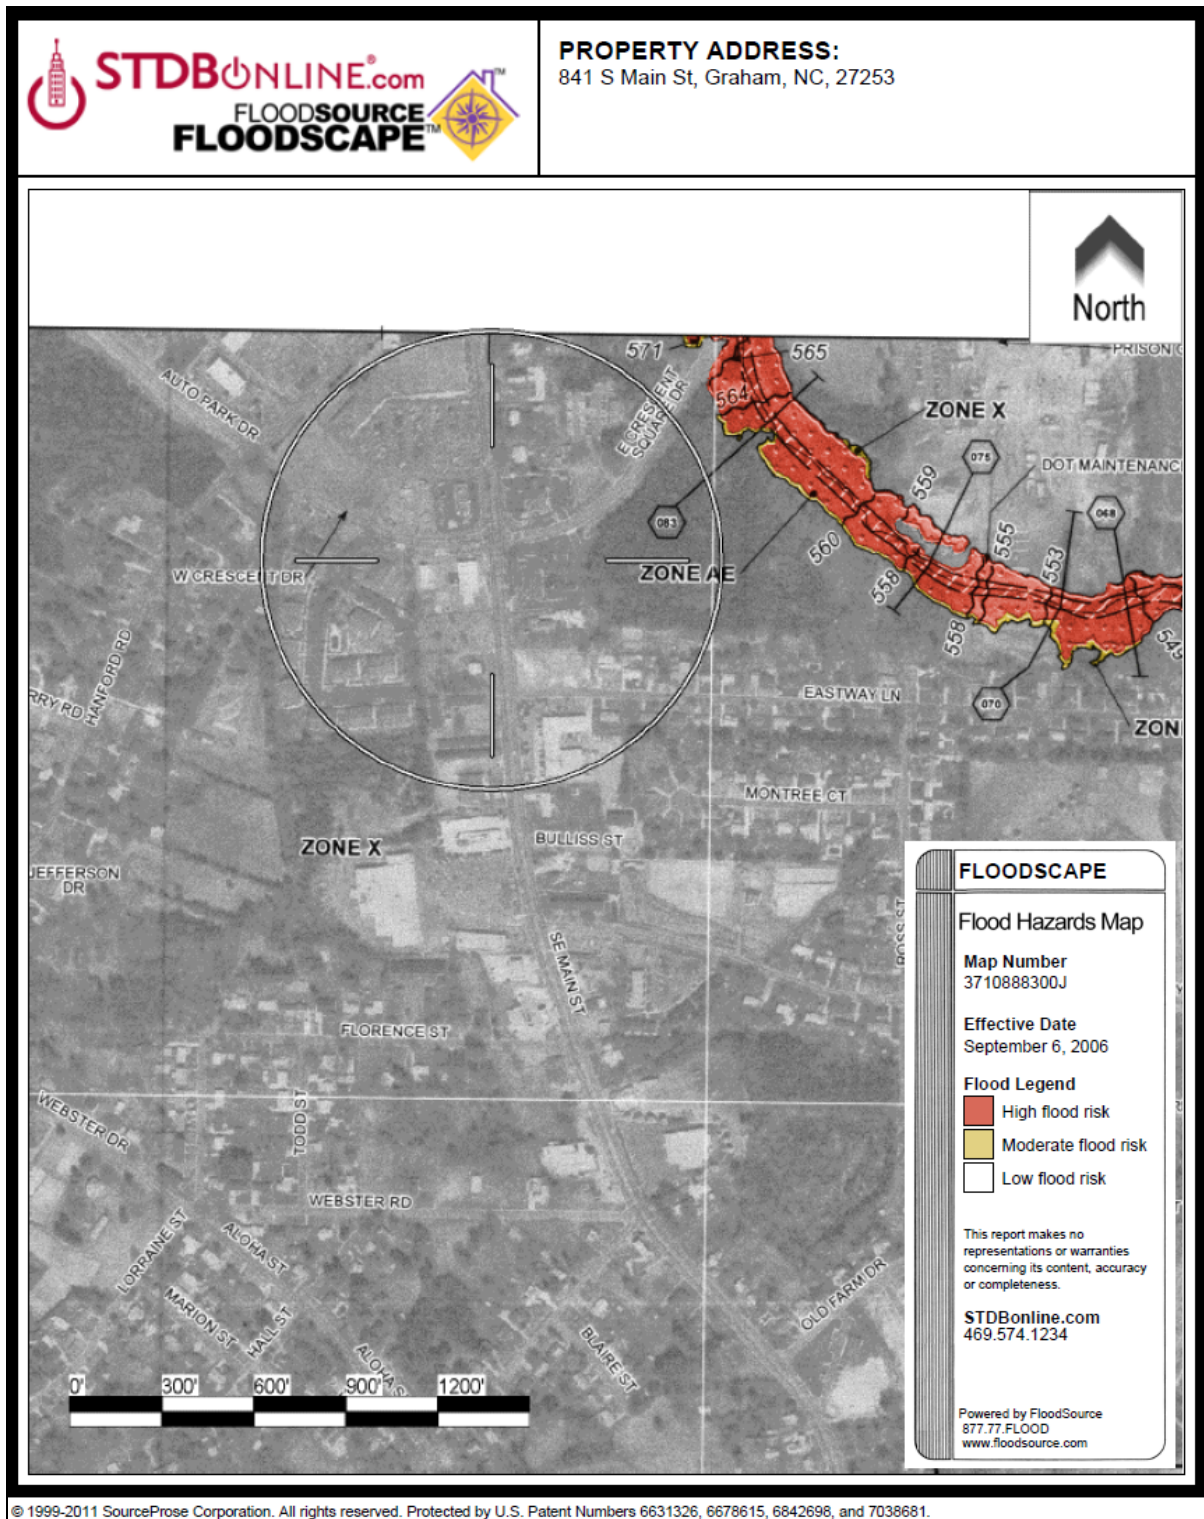 STDBONLINE®.com
FLOODSOURCE
FLOODSCAPE™
TM
PROPERTY ADDRESS:
841 S Main St, Graham, NC, 27253
North
PRISON
571
565
AUTO PARK DR
E CRESCENT
SQUARE DR
564
ZONE X
075
559
DOT MAINTENANC
083
068
560
555
553
W CRESCENT DR
ZONE AE
558
558
549
HANFORD RD
RRY RD
EASTWAY LN
070
ZON
MONTREE CT
BULLISS ST
ZONE X
JEFFERSON
DR
ROSS ST
SE MAIN ST
FLORENCE ST
WEBSTER DR
TODD ST
WEBSTER RD
LORRAINE ST
ALOHA ST
MARION ST
HALL ST
ALOHA S
BLAIRE ST
OLD FARM DR
0' 300' 600' 900' 1200'
FLOODSCAPE
Flood Hazards Map
Map Number
3710888300J
Effective Date
September 6, 2006
Flood Legend
High flood risk
Moderate flood risk
Low flood risk
This report makes no
representations or warranties
concerning its content, accuracy
or completeness.
STDBonline.com
469.574.1234
Powered by FloodSource
877.77.FLOOD
www.floodsource.com
© 1999-2011 SourceProse Corporation. All rights reserved. Protected by U.S. Patent Numbers 6631326, 6678615, 6842698, and 7038681.